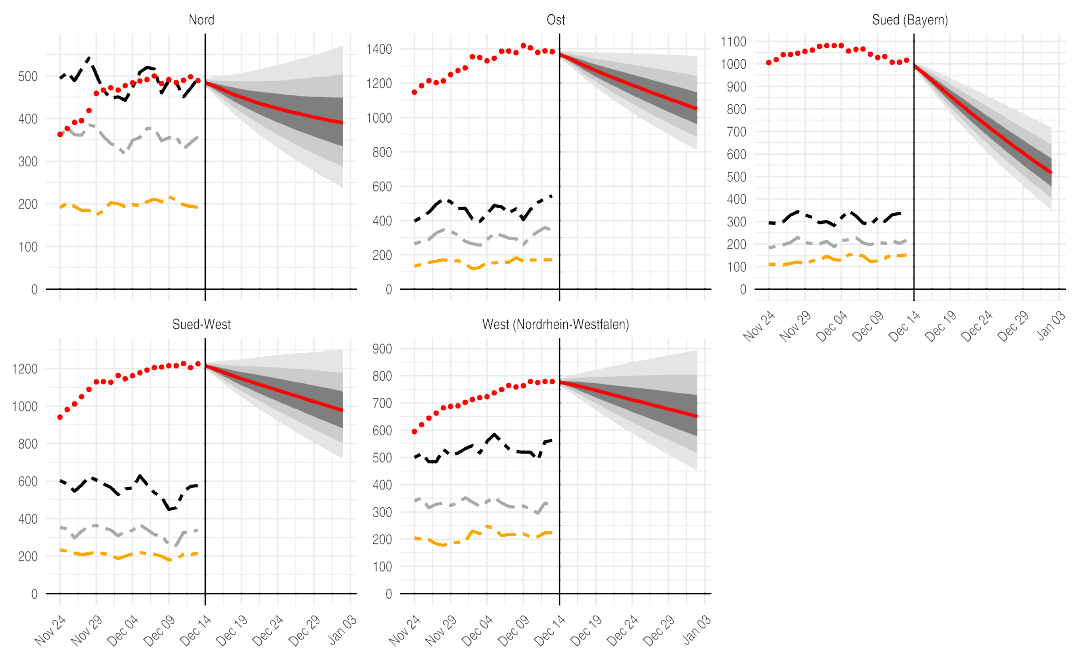 Nord
Ost
Sued (Bayern)
500
400
300
200
100
0
1400
1200
1000
800
600
400
200
0
1100
1000
900
800
700
600
500
400
300
200
100
0
Nov 24
Nov 29
Dec 04
Dec 09
Dec 14
Dec 19
Dec 24
Dec 29
Jan 03
Sued-West
West (Nordrhein-Westfalen)
1200
1000
800
600
400
200
0
900
800
700
600
500
400
300
200
100
0
Nov 24
Nov 29
Dec 04
Dec 09
Dec 14
Dec 19
Dec 24
Dec 29
Jan 03
Nov 24
Nov 29
Dec 04
Dec 09
Dec 14
Dec 19
Dec 24
Dec 29
Jan 03